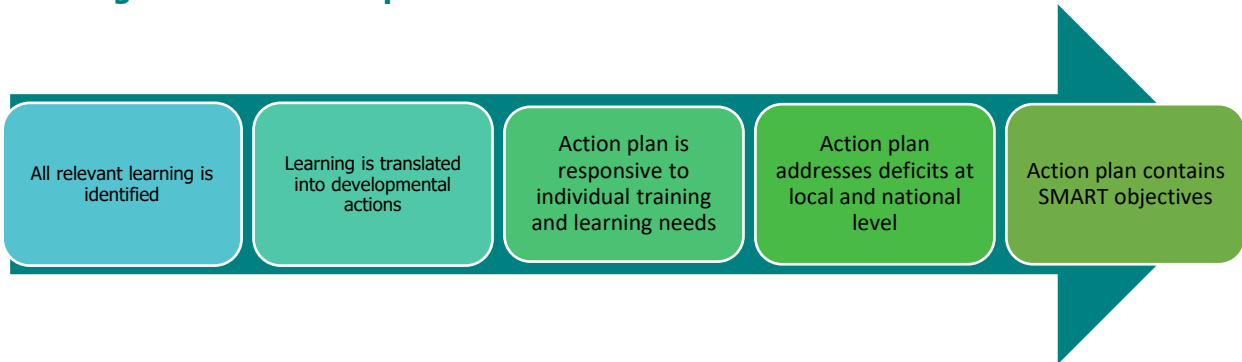 All relevant learning is
identified
Learning is translated
into developmental
actions
Action plan is
responsive to
individual training
and learning needs
Action plan
addresses deficits at
local and national
level
Action plan contains
SMART objectives